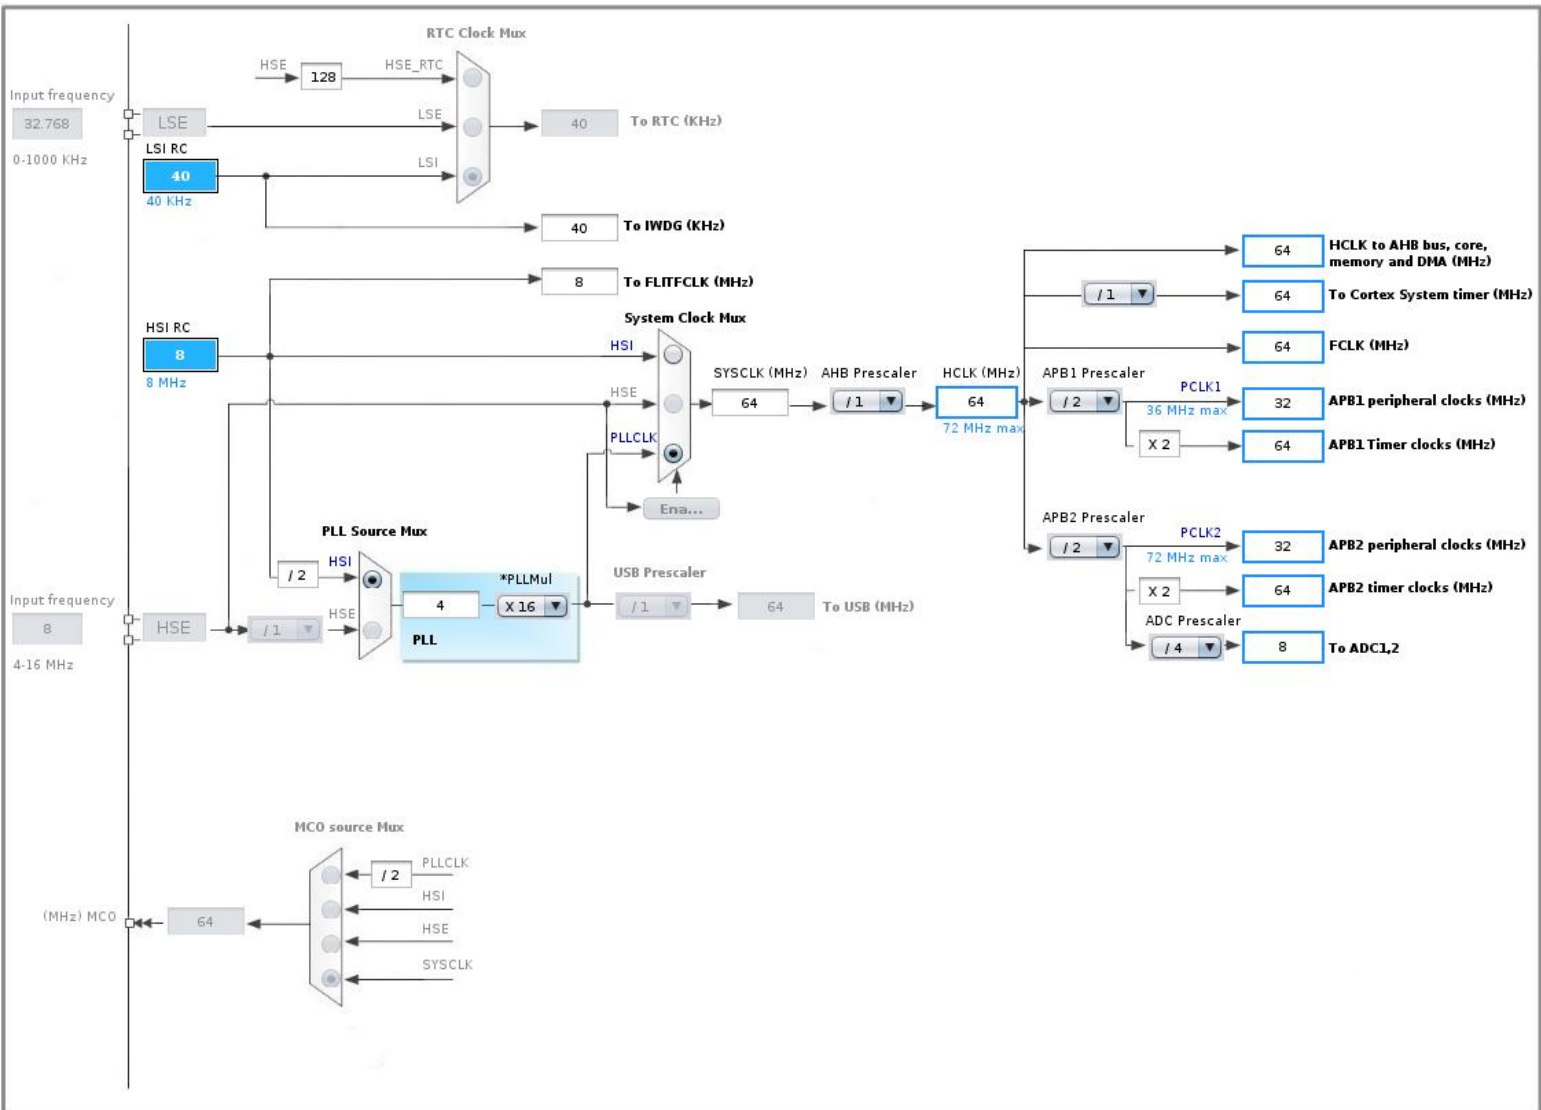 RTC Clock Mux
HSE
128
HSE_RTC
Input frequency
32.768
0-1000 KHz
LSE
LSE
40
To RTC (KHz)
LSI RC
40
40 KHz
LSI
40
To IWDG (KHz)
8
To FLITFCLK (MHz)
HSI RC
8
8 MHz
System Clock Mux
HSI
HSE
PLLCLK
Ena...
SYSCLK (MHz)
64
AHB Prescaler
/ 1
HCLK (MHz)
64
72 MHz max
64
HCLK to AHB bus, core,
memory and DMA (MHz)
/ 1
64
To Cortex System timer (MHz)
64
FCLK (MHz)
APB1 Prescaler
/ 2
PCLK1
36 MHz max
32
APB1 peripheral clocks (MHz)
X 2
64
APB1 Timer clocks (MHz)
APB2 Prescaler
/ 2
PCLK2
72 MHz max
32
APB2 peripheral clocks (MHz)
X 2
64
APB2 timer clocks (MHz)
ADC Prescaler
/ 4
8
To ADC1,2
PLL Source Mux
/ 2
HSI
HSE
Input frequency
8
4-16 MHz
HSE
/ 1
4
*PLLMul
X 16
PLL
USB Prescaler
/ 1
64
To USB (MHz)
MCO source Mux
/ 2
PLLCLK
HSI
HSE
SYSCLK
(MHz) MCO
64